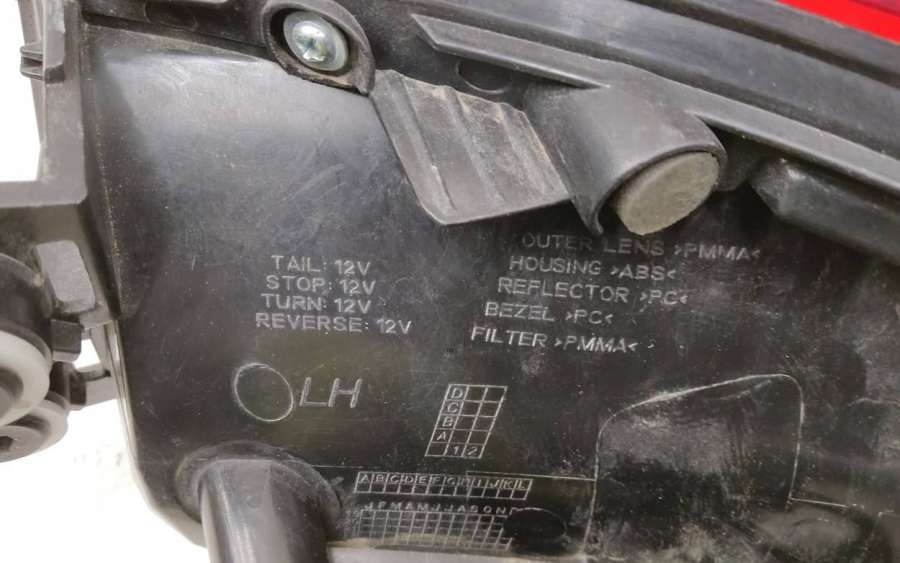 TAIL: 12V
STOP: 12V
TURN: 12V
REVERSE: 12V
OUTER LENS >PMMA<
HOUSING >ABS<
REFLECTOR >PC<
BEZEL >PC<
FILTER >PMMA<
LH
D
C
B
A
1 2
A B C D E F G H I J K L
J F M A M J J A S O N D